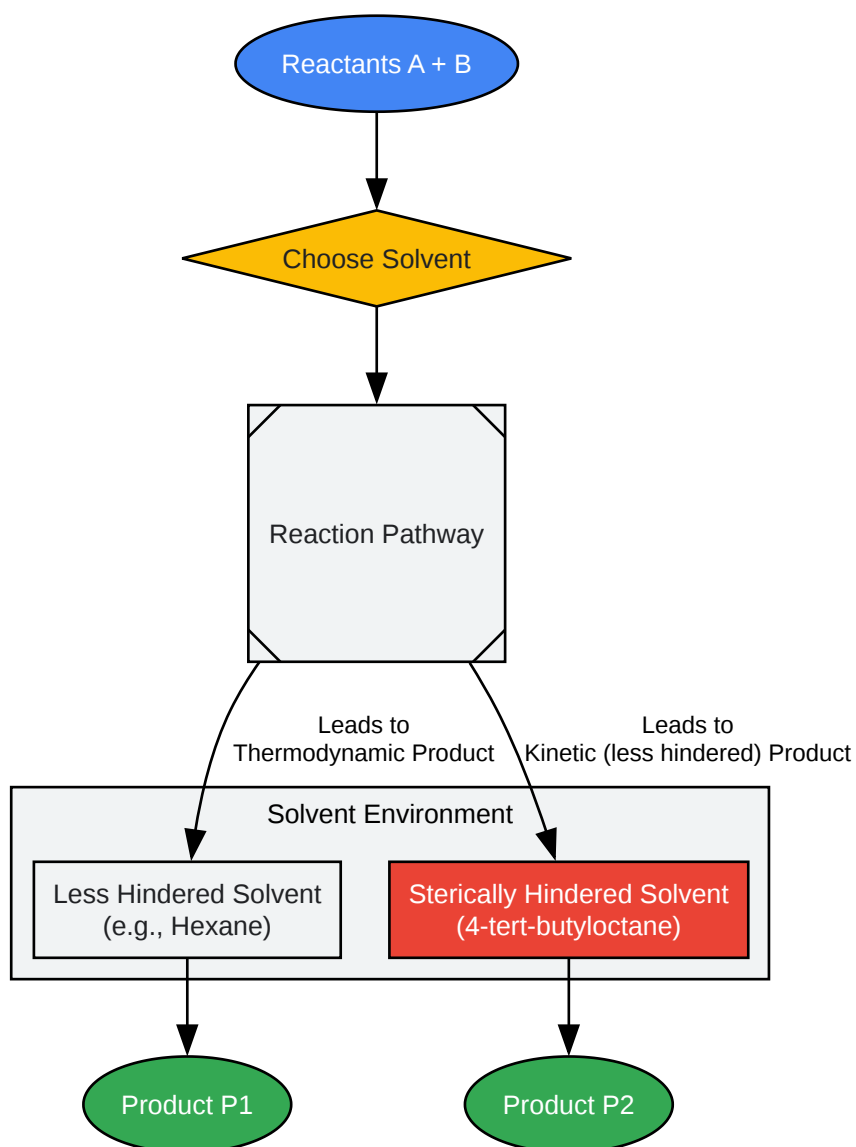 Reactants A + B
Choose Solvent
Reaction Pathway
Leads to
Thermodynamic Product
Leads to
Kinetic (less hindered) Product
Solvent Environment
Less Hindered Solvent
(e.g., Hexane)
Sterically Hindered Solvent
(4-tert-butyloctane)
Product P1
Product P2